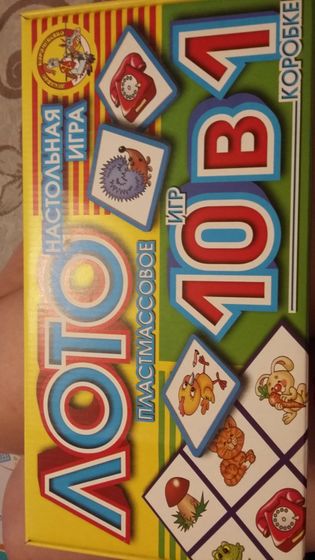 НАСТОЛЬНАЯ
ИГРА
ЛОТО
ПЛАСТМАССОВОЕ
10 ИГР В 1
КОРОБКЕ